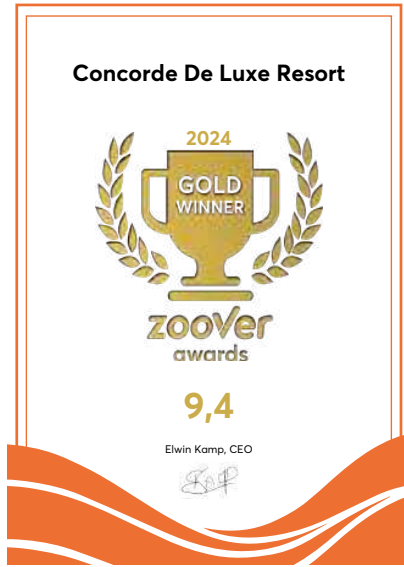 Concorde De Luxe Resort
2024
GOLD
WINNER
zoover
awards
9,4
Elwin Kamp, CEO